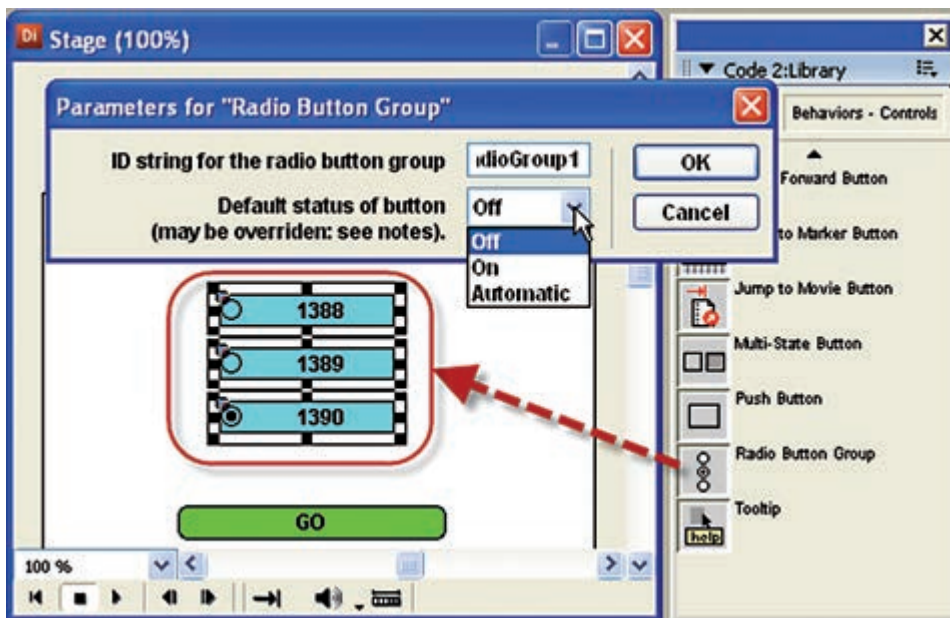 Di Stage (100%)
Code 2:Library
Behaviors - Controls
Parameters for "Radio Button Group"
ID string for the radio button group
dioGroup1
OK
Default status of button
(may be overriden: see notes).
Off
Cancel
Off
On
Automatic
Forward Button
to Marker Button
Jump to Movie Button
Multi-State Button
Push Button
Radio Button Group
Tooltip
help
1388
1389
1390
GO
100 %